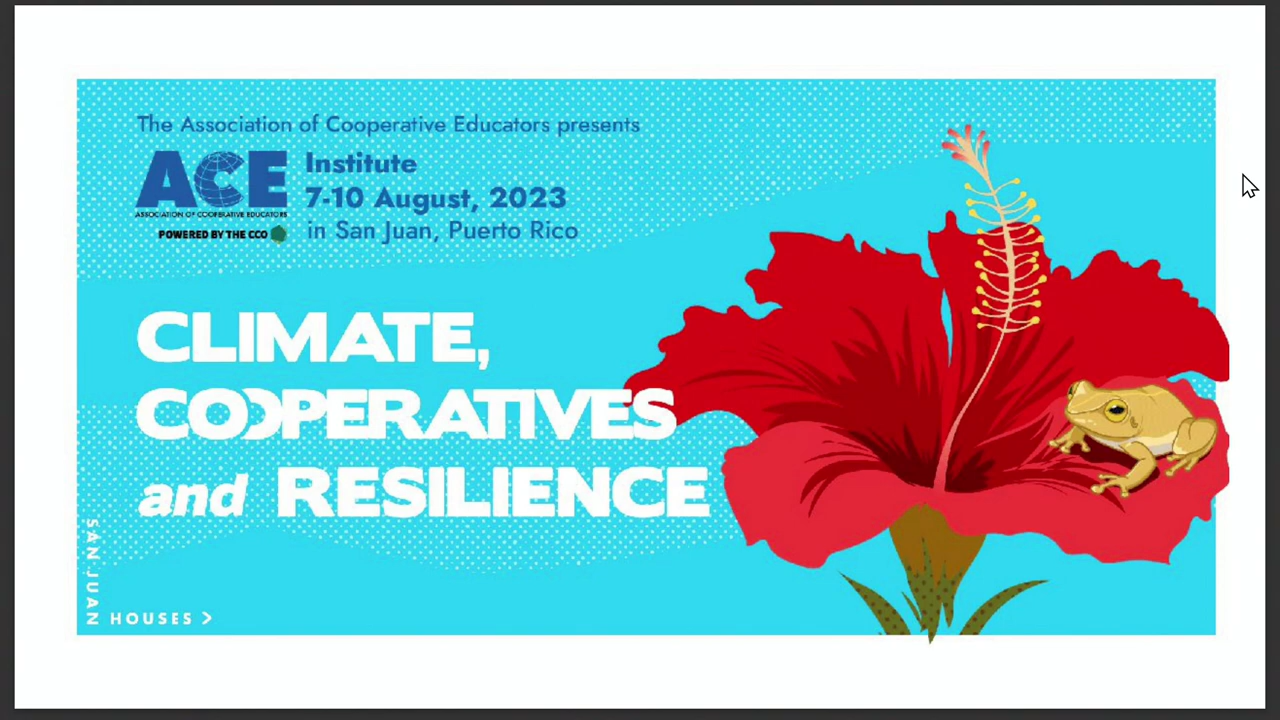 The Association of Cooperative Educators presents
ACE
ASSOCIATION OF COOPERATIVE EDUCATORS
POWERED BY THE CCO
Institute
7-10 August, 2023
in San Juan, Puerto Rico
CLIMATE,
COOPERATIVES
and RESILIENCE
SAN JUAN
HOUSES >